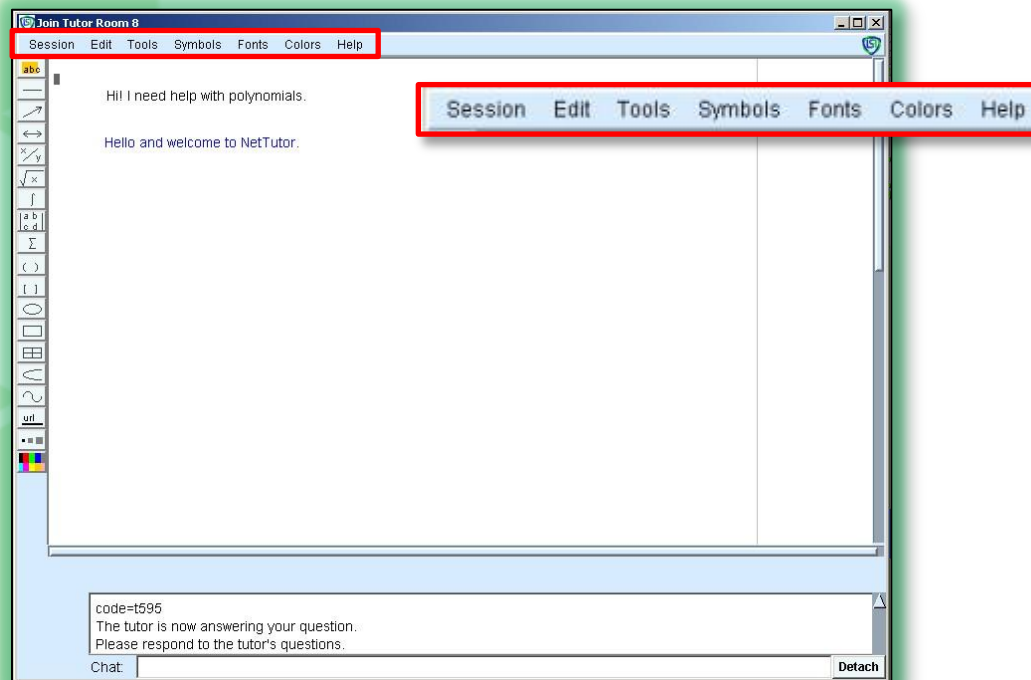 Join Tutor Room 8
Session Edit Tools Symbols Fonts Colors Help
abc
Hi! I need help with polynomials.
Session Edit Tools Symbols Fonts Colors Help
Hello and welcome to NetTutor.
x/y
√x
∫
a b
c d
Σ
( )
[ ]
url
code=t595
The tutor is now answering your question.
Please respond to the tutor's questions.
Chat:
Detach